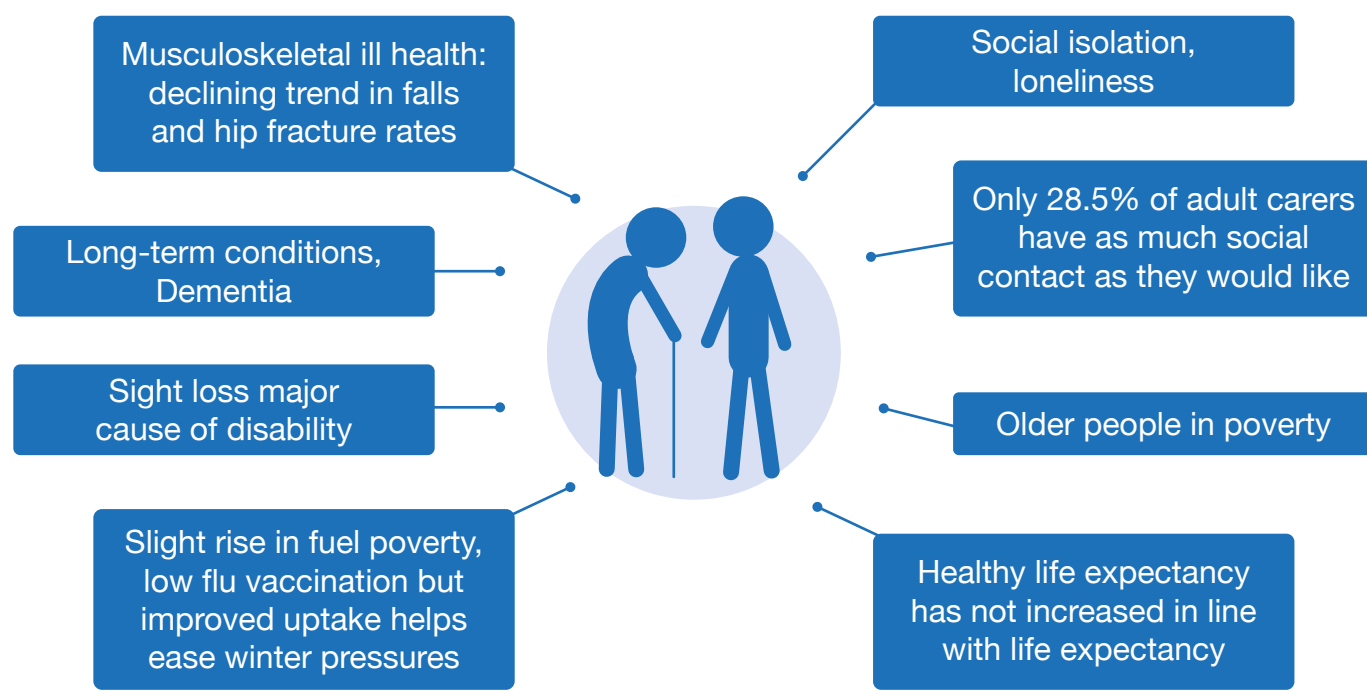 Musculoskeletal ill health:
declining trend in falls
and hip fracture rates
Long-term conditions,
Dementia
Sight loss major
cause of disability
Slight rise in fuel poverty,
low flu vaccination but
improved uptake helps
ease winter pressures
Social isolation,
loneliness
Only 28.5% of adult carers
have as much social
contact as they would like
Older people in poverty
Healthy life expectancy
has not increased in line
with life expectancy